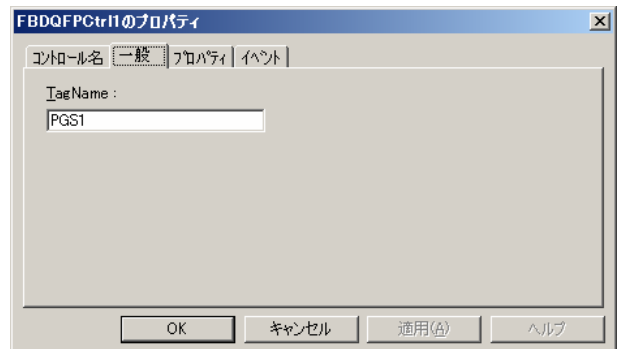 FBDQFPCtrl1のプロパティ
コントロール名 一般 プロパティ イベント
TagName :
PGS1
OK キャンセル 適用(A) ヘルプ